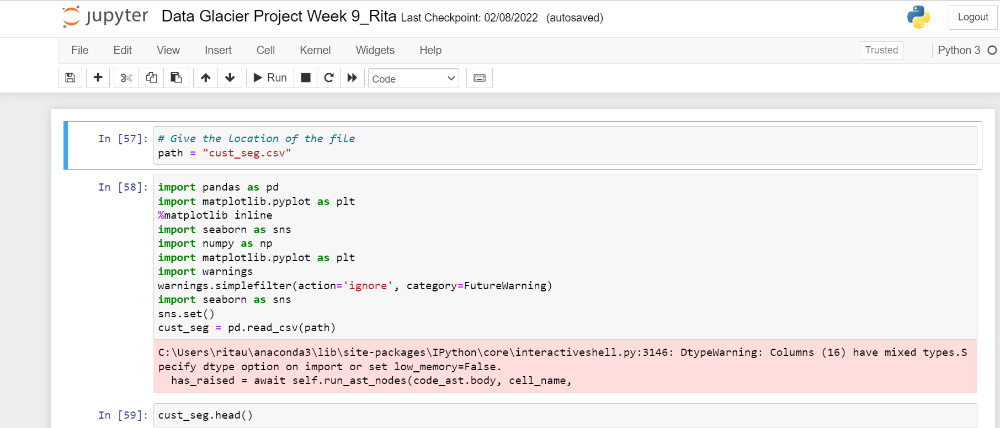 jupyter Data Glacier Project Week 9_Rita Last Checkpoint: 02/08/2022 (autosaved) Logout
File Edit View Insert Cell Kernel Widgets Help Trusted Python 3
Run Code
In [57]: # Give the location of the file
path = "cust_seg.csv"
In [58]: import pandas as pd
import matplotlib.pyplot as plt
%matplotlib inline
import seaborn as sns
import numpy as np
import matplotlib.pyplot as plt
import warnings
warnings.simplefilter(action='ignore', category=FutureWarning)
import seaborn as sns
sns.set()
cust_seg = pd.read_csv(path)
C:\Users\ritau\anaconda3\lib\site-packages\IPython\core\interactiveshell.py:3146: DtypeWarning: Columns (16) have mixed types.S
pecify dtype option on import or set low_memory=False.
  has_raised = await self.run_ast_nodes(code_ast.body, cell_name,
In [59]: cust_seg.head()